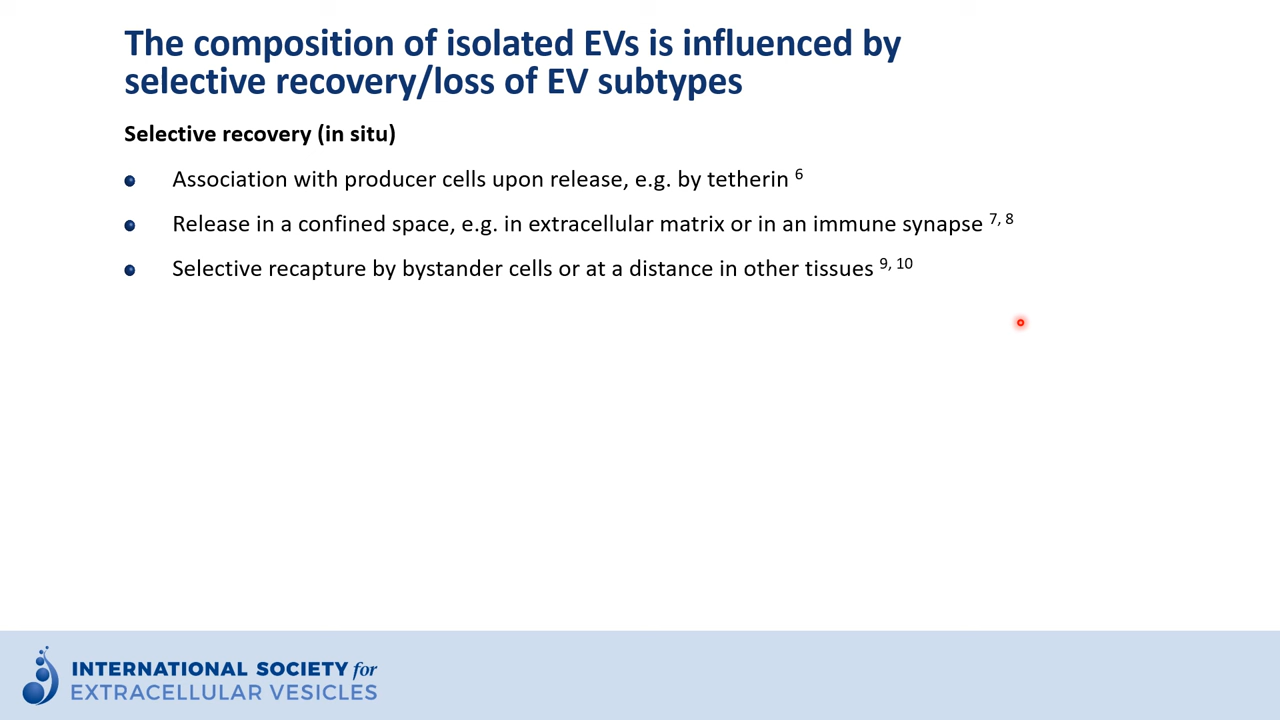 The composition of isolated EVs is influenced by
selective recovery/loss of EV subtypes
Selective recovery (in situ)
Association with producer cells upon release, e.g. by tetherin 6
Release in a confined space, e.g. in extracellular matrix or in an immune synapse 7, 8
Selective recapture by bystander cells or at a distance in other tissues 9, 10
INTERNATIONAL SOCIETY for
EXTRACELLULAR VESICLES